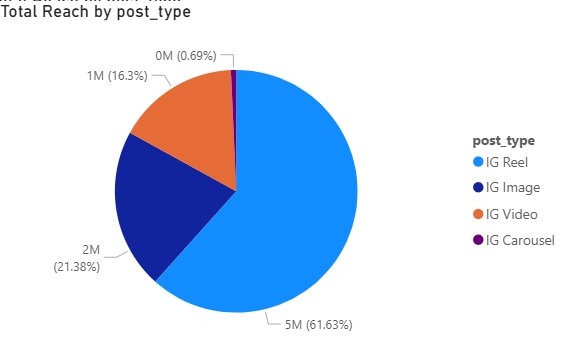 Total Reach by post_type
0M (0.69%)
1M (16.3%)
2M
(21.38%)
5M (61.63%)
post_type
IG Reel
IG Image
IG Video
IG Carousel